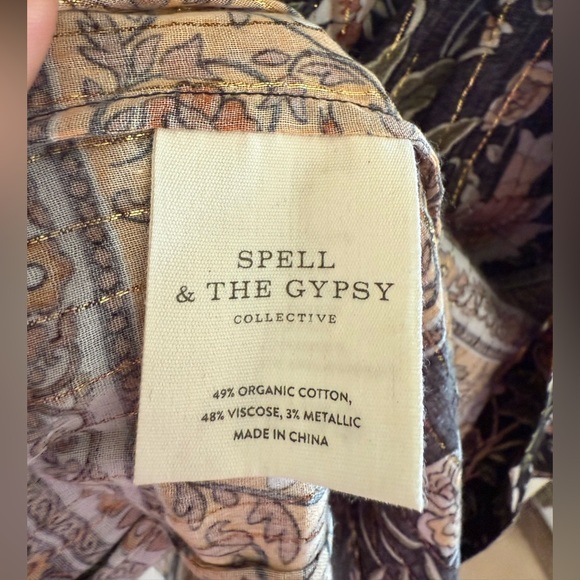 SPELL
& THE GYPSY
COLLECTIVE
49% ORGANIC COTTON,
48% VISCOSE, 3% METALLIC
MADE IN CHINA